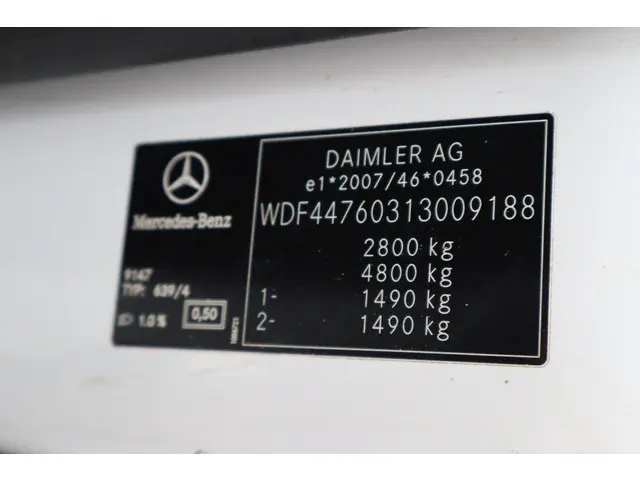 Mercedes-Benz
9147
TYP: 639/4
1.0%
0,50
DAIMLER AG
e1*2007/46*0458
WDF44760313009188
2800 kg
4800 kg
1- 1490 kg
2- 1490 kg